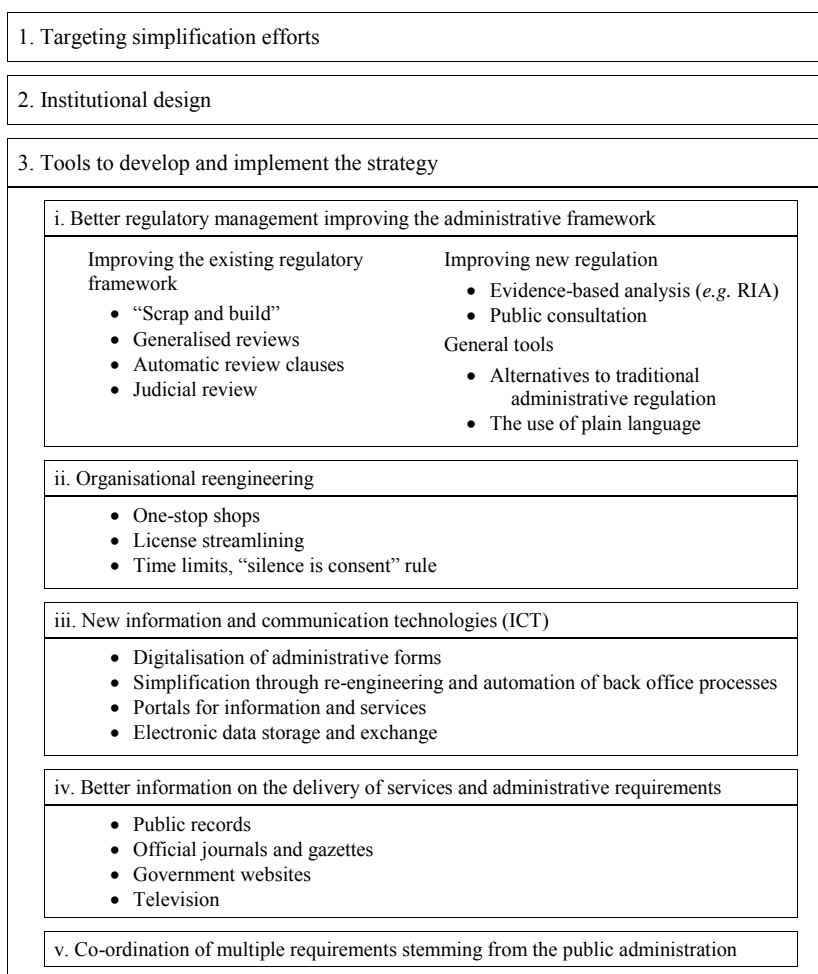 1. Targeting simplification efforts
2. Institutional design
3. Tools to develop and implement the strategy
i. Better regulatory management improving the administrative framework
Improving the existing regulatory
framework
• “Scrap and build”
• Generalised reviews
• Automatic review clauses
• Judicial review
Improving new regulation
• Evidence-based analysis (e.g. RIA)
• Public consultation
General tools
• Alternatives to traditional
administrative regulation
• The use of plain language
ii. Organisational reengineering
• One-stop shops
• License streamlining
• Time limits, “silence is consent” rule
iii. New information and communication technologies (ICT)
• Digitalisation of administrative forms
• Simplification through re-engineering and automation of back office processes
• Portals for information and services
• Electronic data storage and exchange
iv. Better information on the delivery of services and administrative requirements
• Public records
• Official journals and gazettes
• Government websites
• Television
v. Co-ordination of multiple requirements stemming from the public administration